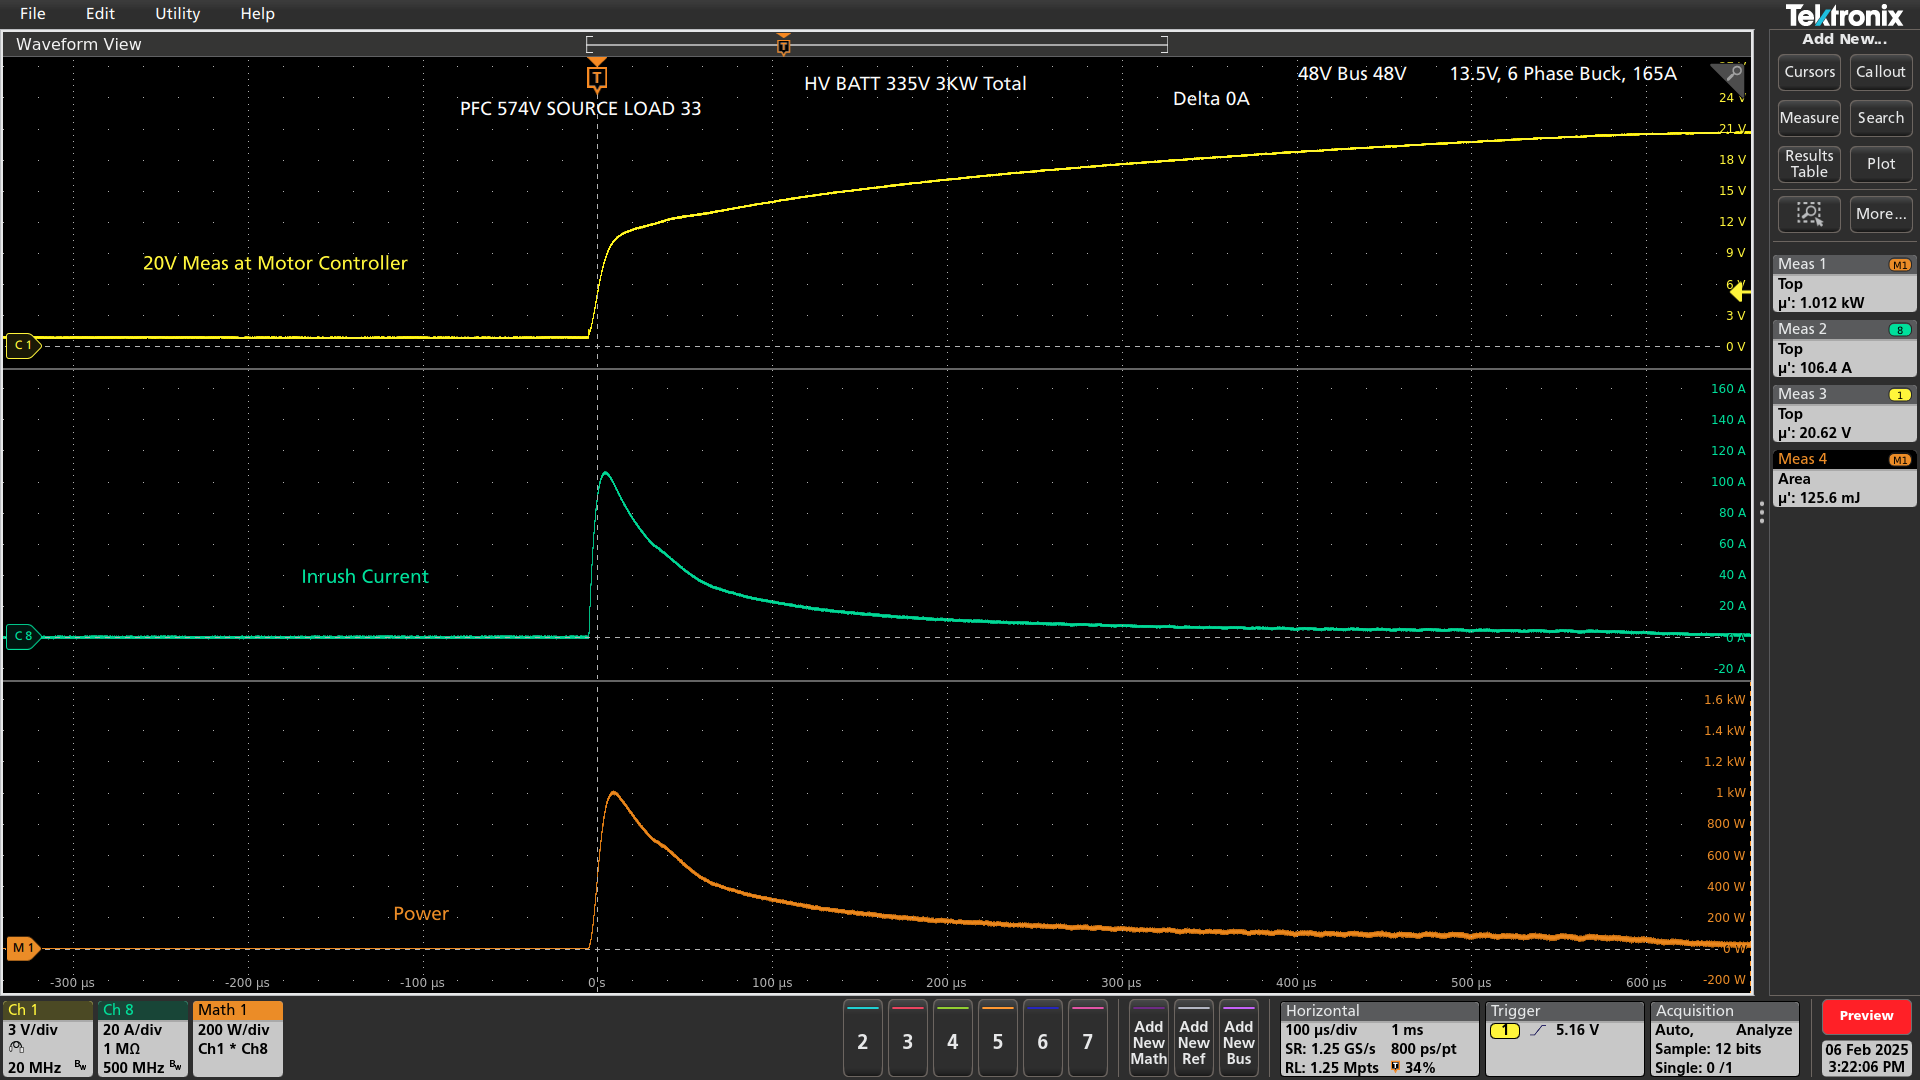 File Edit Utility Help
Tektronix
Waveform View
Add New...
T
HV BATT 335V 3KW Total
48V Bus 48V
13.5V, 6 Phase Buck, 165A
T
PFC 574V SOURCE LOAD 33
Delta 0A
24 V
21 V
18 V
15 V
12 V
9 V
6 V
3 V
0 V
20V Meas at Motor Controller
C 1
160 A
140 A
120 A
100 A
80 A
60 A
40 A
20 A
0 A
-20 A
Inrush Current
C 8
1.6 kW
1.4 kW
1.2 kW
1 kW
800 W
600 W
400 W
200 W
0 W
-200 W
Power
M 1
-300 µs -200 µs -100 µs 0 s 100 µs 200 µs 300 µs 400 µs 500 µs 600 µs
Cursors Callout
Measure Search
Results Table
Plot
More...
Meas 1 M1
Top
µ': 1.012 kW
Meas 2 8
Top
µ': 106.4 A
Meas 3 1
Top
µ': 20.62 V
Meas 4 M1
Area
µ': 125.6 mJ
Ch 1
3 V/div
20 MHz Bw
Ch 8
20 A/div
1 MΩ
500 MHz Bw
Math 1
200 W/div
Ch1 * Ch8
2 3 4 5 6 7
Add New Math
Add New Ref
Add New Bus
Horizontal
100 µs/div 1 ms
SR: 1.25 GS/s 800 ps/pt
RL: 1.25 Mpts T 34%
Trigger
1 5.16 V
Acquisition
Auto, Analyze
Sample: 12 bits
Single: 0 /1
Preview
06 Feb 2025
3:22:06 PM